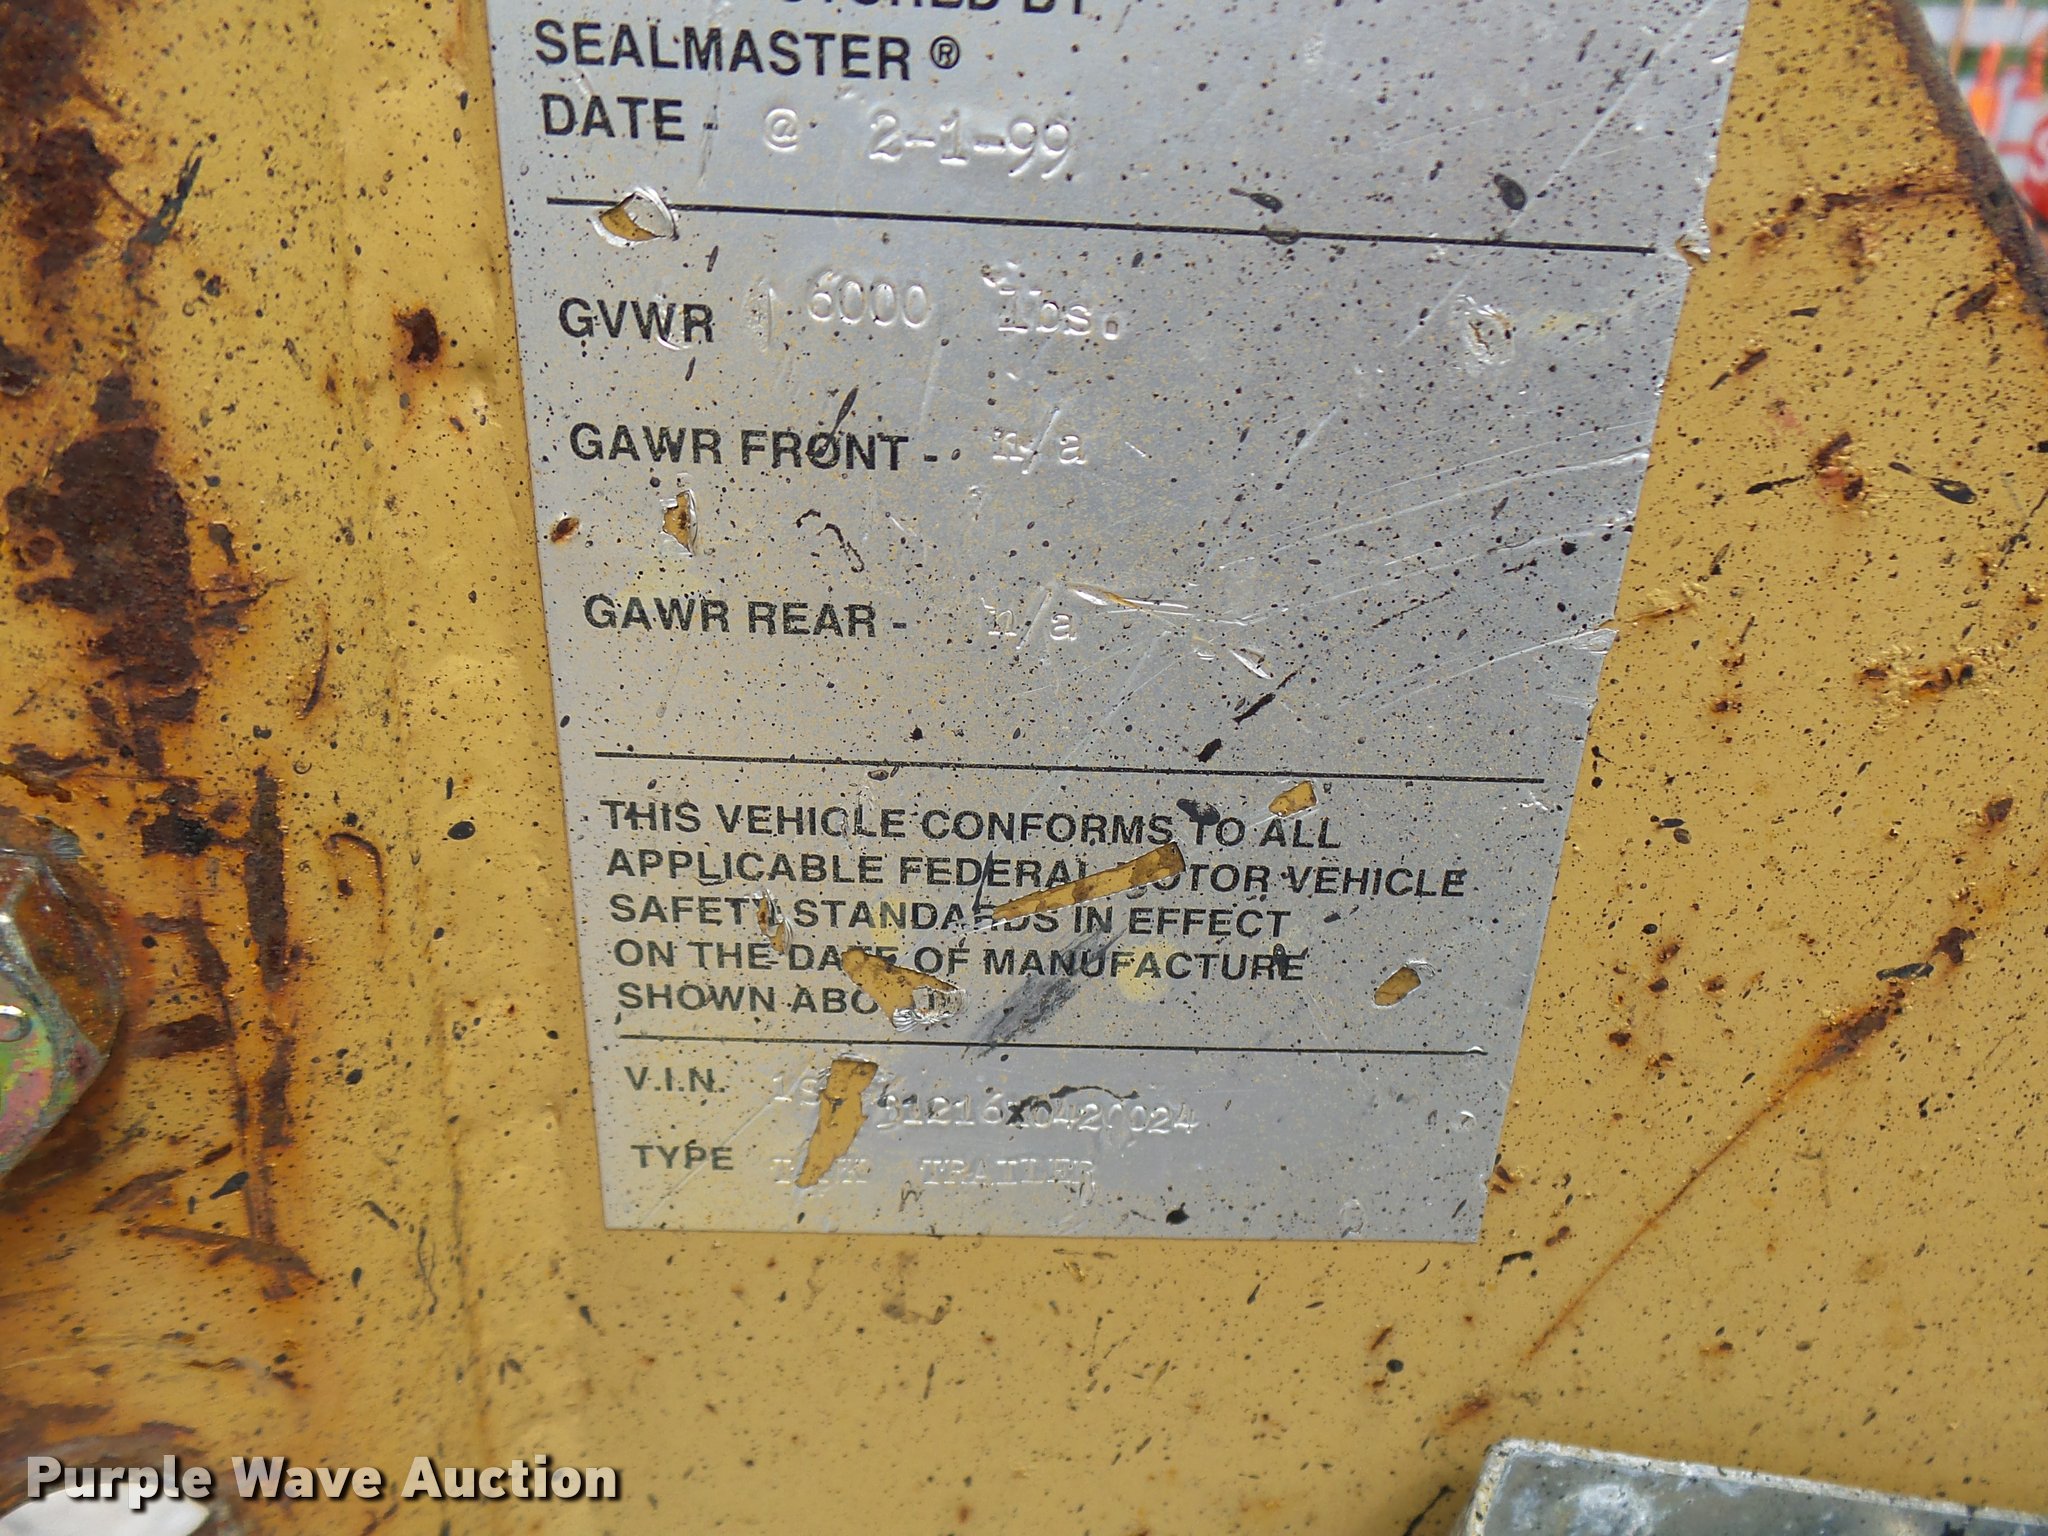 SEALMASTER ®
DATE - @ 2-1-99
GVWR 6000 lbs.
GAWR FRONT - n/a
GAWR REAR - n/a
THIS VEHICLE CONFORMS TO ALL
APPLICABLE FEDERAL MOTOR VEHICLE
SAFETY STANDARDS IN EFFECT
ON THE DATE OF MANUFACTURE
SHOWN ABOVE
V.I.N.
TYPE TRAILER
Purple Wave Auction